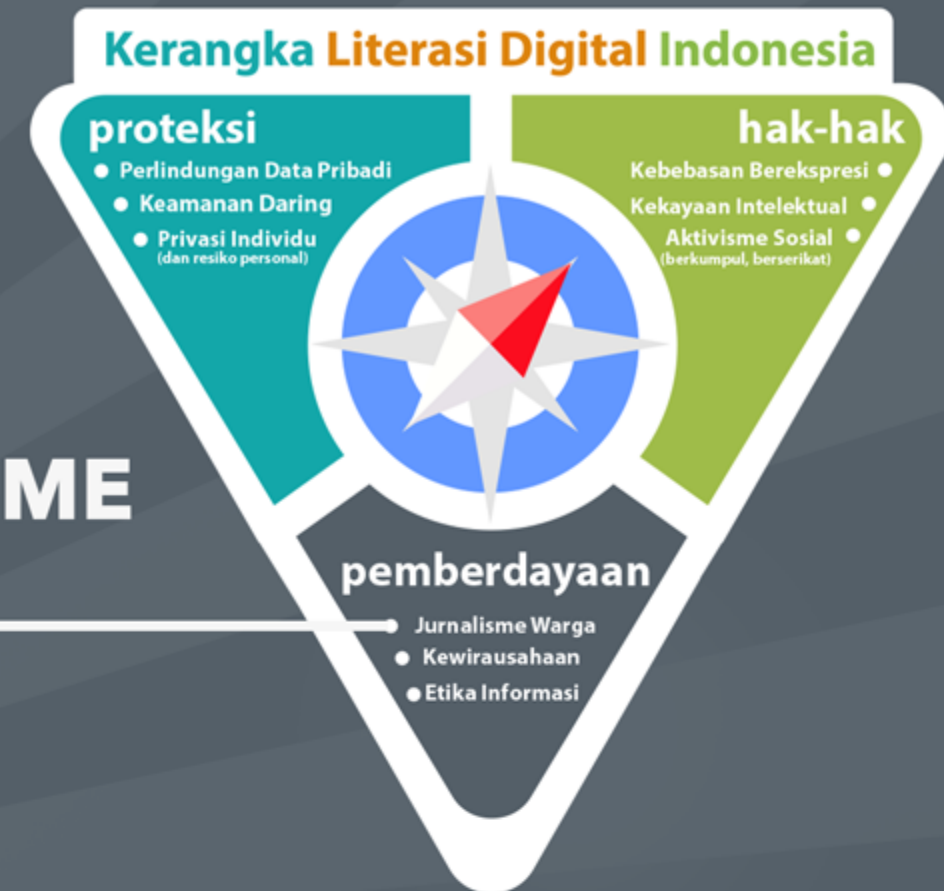 Kerangka Literasi Digital Indonesia
proteksi
Perlindungan Data Pribadi
Keamanan Daring
Privasi Individu
(dan resiko personal)
hak-hak
Kebebasan Berekspresi
Kekayaan Intelektual
Aktivisme Sosial
(berkumpul, berserikat)
ME
pemberdayaan
Jurnalisme Warga
Kewirausahaan
Etika Informasi